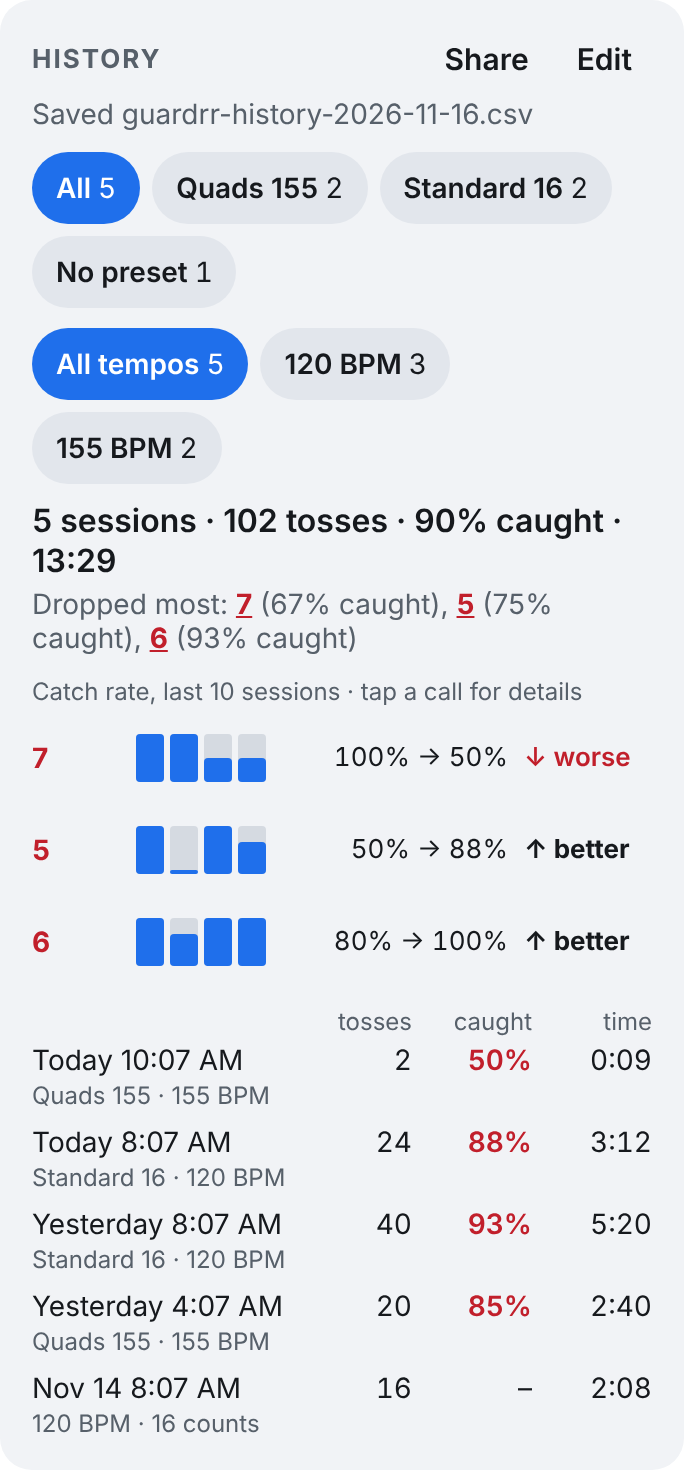 HISTORY Share Edit
Saved guardrr-history-2026-11-16.csv
All 5 Quads 155 2 Standard 16 2
No preset 1
All tempos 5 120 BPM 3
155 BPM 2
5 sessions · 102 tosses · 90% caught ·
13:29
Dropped most: 7 (67% caught), 5 (75%
caught), 6 (93% caught)
Catch rate, last 10 sessions · tap a call for details
7 100% → 50% ↓ worse
5 50% → 88% ↑ better
6 80% → 100% ↑ better
tosses caught time
Today 10:07 AM 2 50% 0:09
Quads 155 · 155 BPM
Today 8:07 AM 24 88% 3:12
Standard 16 · 120 BPM
Yesterday 8:07 AM 40 93% 5:20
Standard 16 · 120 BPM
Yesterday 4:07 AM 20 85% 2:40
Quads 155 · 155 BPM
Nov 14 8:07 AM 16 – 2:08
120 BPM · 16 counts